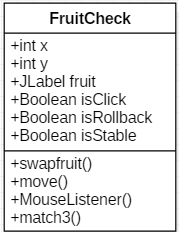 FruitCheck
+int x
+int y
+JLabel fruit
+Boolean isClick
+Boolean isRollback
+Boolean isStable
+swapfruit()
+move()
+MouseListener()
+match3()